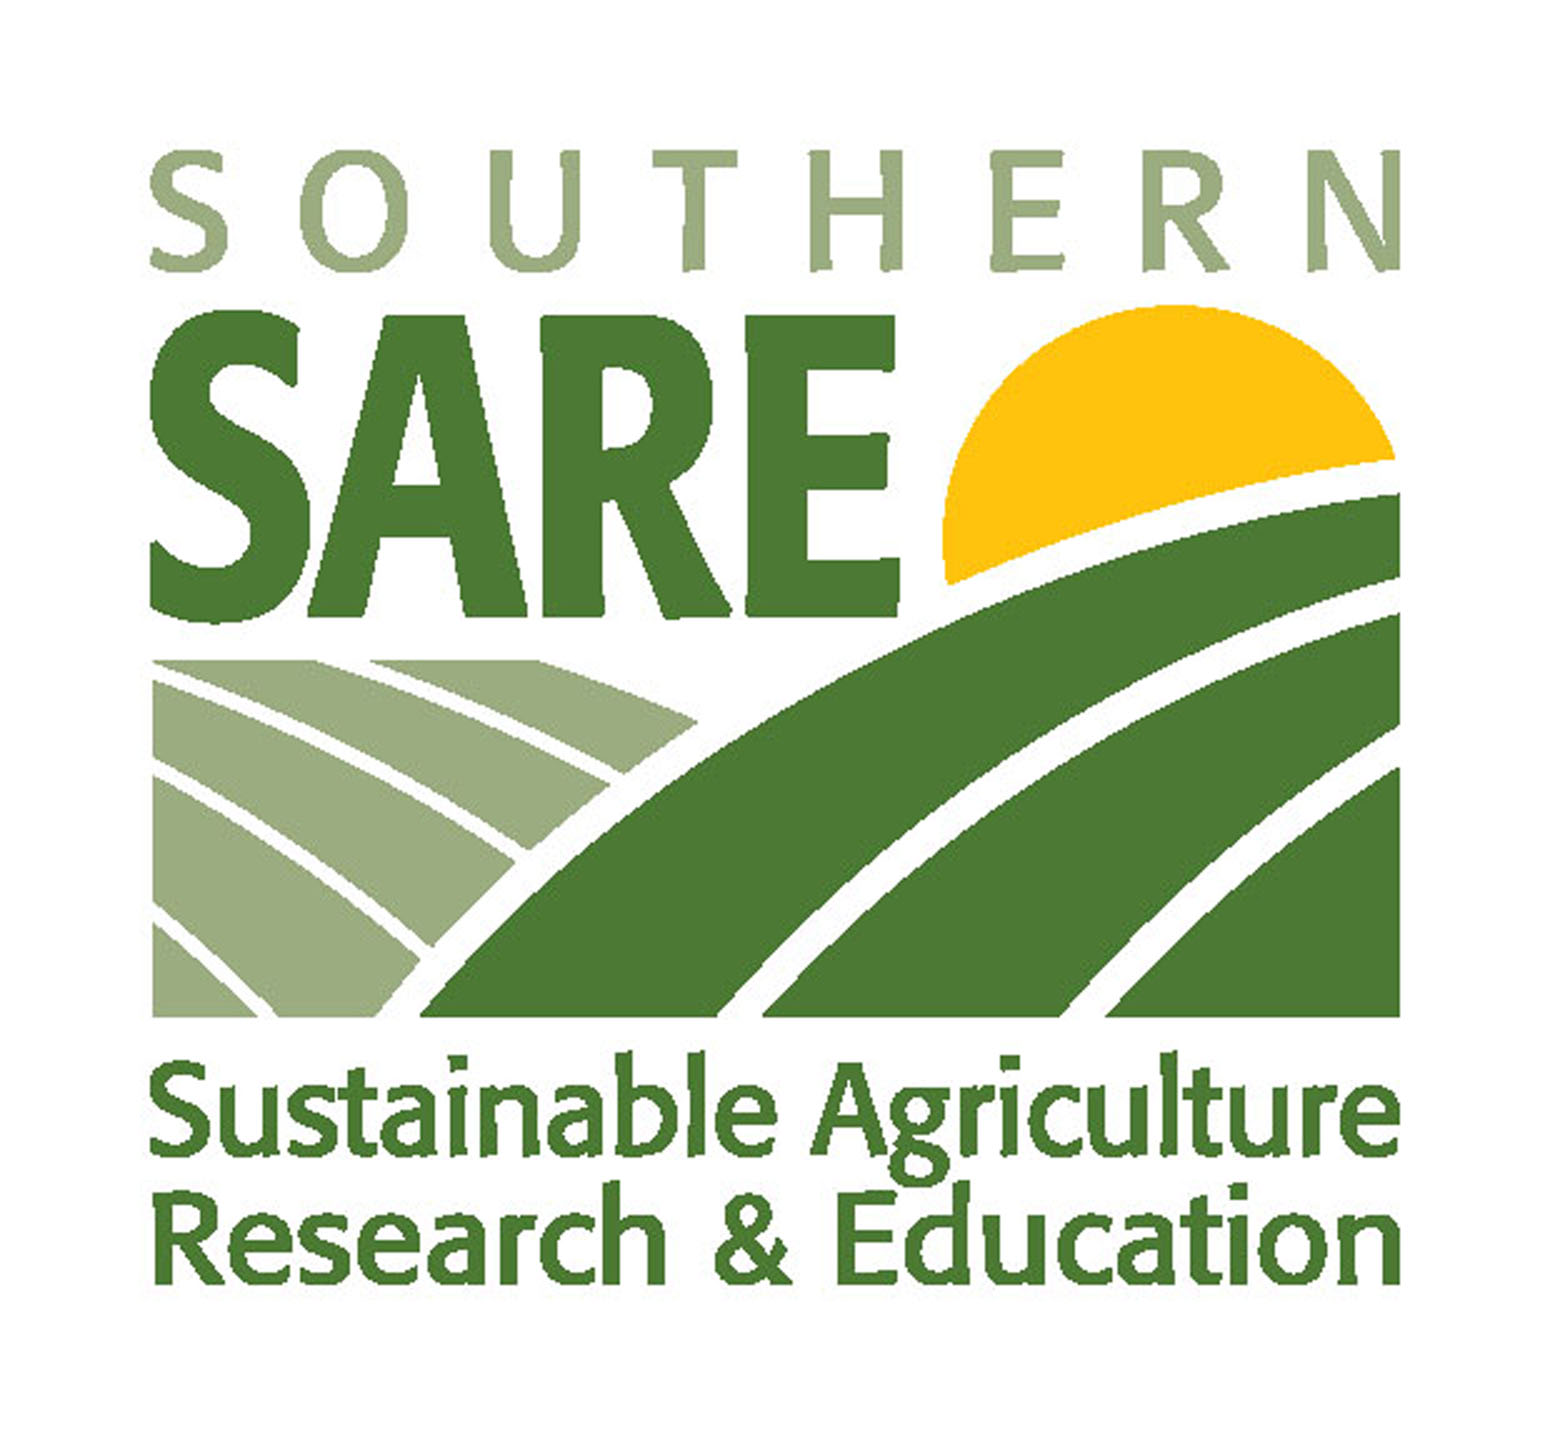 SOUTHERN
SARE
Sustainable Agriculture
Research & Education